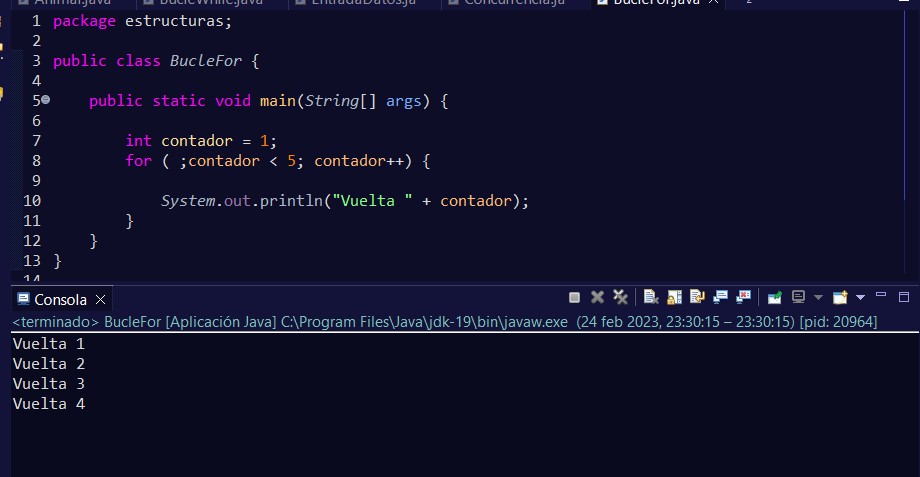 Animal.java BucleWhile.java EntradaDatos.ja Concurrencia.ja BucleFor.java
1 package estructuras;
2
3 public class BucleFor {
4
5 public static void main(String[] args) {
6
7 int contador = 1;
8 for ( ;contador < 5; contador++) {
9
10 System.out.println("Vuelta " + contador);
11 }
12 }
13 }
14
Consola
<terminado> BucleFor [Aplicación Java] C:\Program Files\Java\jdk-19\bin\javaw.exe (24 feb 2023, 23:30:15 – 23:30:15) [pid: 20964]
Vuelta 1
Vuelta 2
Vuelta 3
Vuelta 4